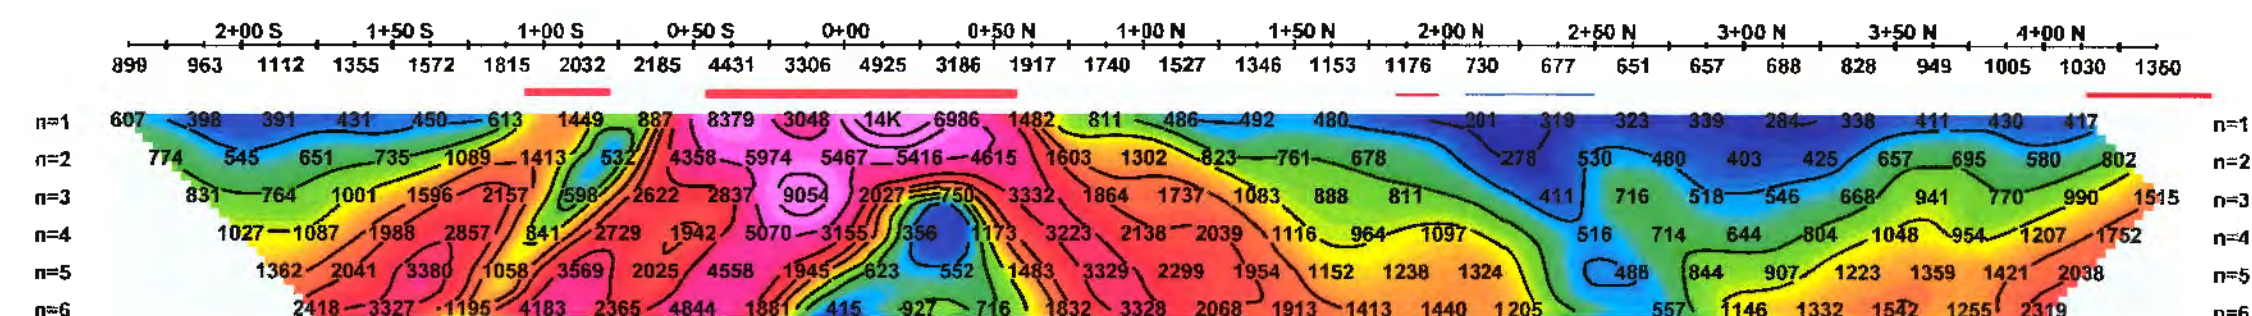 2+00 S 1+50 S 1+00 S 0+50 S 0+00 0+50 N 1+00 N 1+50 N 2+00 N 2+50 N 3+00 N 3+50 N 4+00 N
899 963 1112 1355 1572 1815 2032 2185 4431 3306 4925 3186 1917 1740 1527 1346 1153 1176 730 677 651 657 688 828 949 1005 1030 1360
n=1 607 398 391 431 450 613 1449 887 8379 3048 14K 6986 1482 811 486 492 480 201 319 323 339 284 338 411 430 417 n=1
n=2 774 545 651 735 1089 1413 532 4358 5974 5467 5416 4615 1603 1302 823 761 678 278 530 480 403 425 657 695 580 802 n=2
n=3 831 764 1001 1596 2157 598 2622 2837 9054 2027 750 3332 1864 1737 1083 888 811 411 716 518 546 668 941 770 990 1515 n=3
n=4 1027 1087 1988 2857 841 2729 1942 5070 3155 356 1173 3223 2138 2039 1116 964 1097 516 714 644 804 1048 954 1207 1752 n=4
n=5 1362 2041 3380 1058 3569 2025 4558 1945 623 552 1483 3329 2299 1954 1152 1238 1324 488 844 907 1223 1359 1421 2038 n=5
n=6 2418 3327 1195 4183 2365 4844 1881 415 927 716 1832 3328 2068 1913 1413 1440 1205 557 1146 1332 1542 1255 2319 n=6